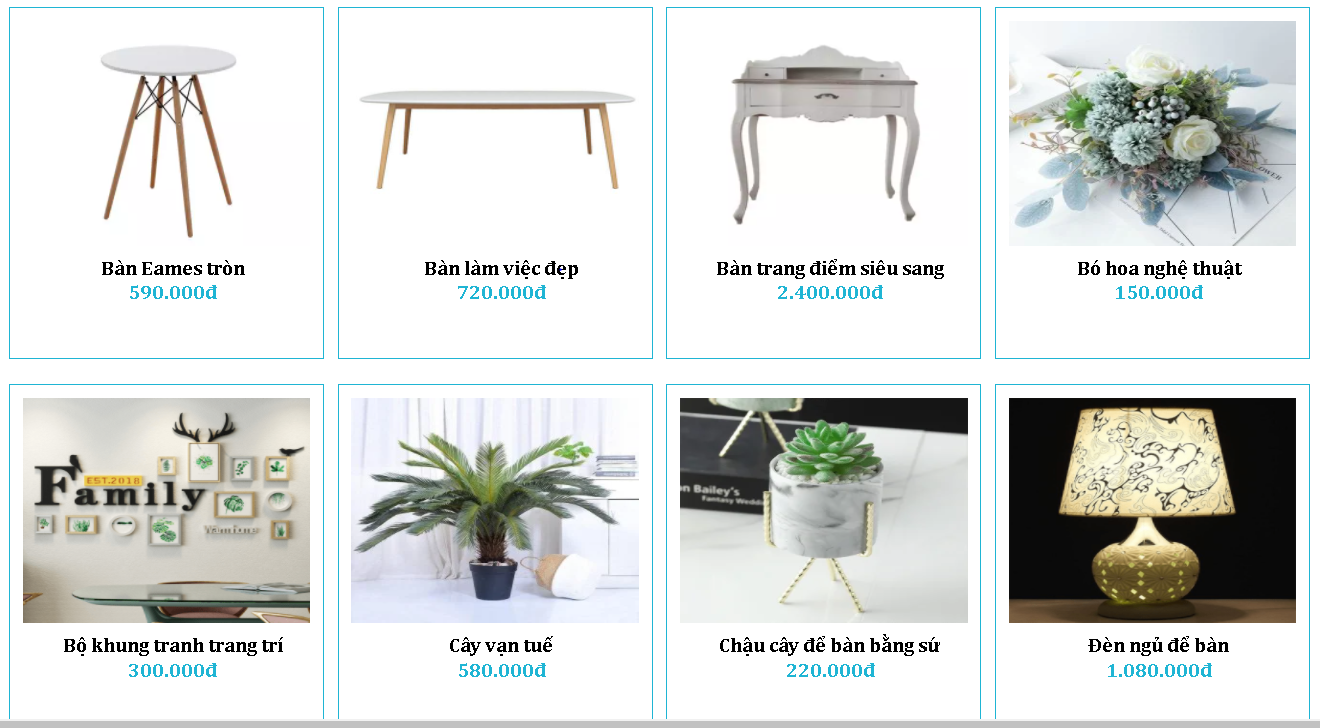 Bàn Eames tròn
590.000đ
Bàn làm việc đẹp
720.000đ
Bàn trang điểm siêu sang
2.400.000đ
Bó hoa nghệ thuật
150.000đ
EST.2018
Family
Bộ khung tranh trang trí
300.000đ
Cây vạn tuế
580.000đ
on Bailey's
Fantasy Weddi
Chậu cây để bàn bằng sứ
220.000đ
Đèn ngủ để bàn
1.080.000đ